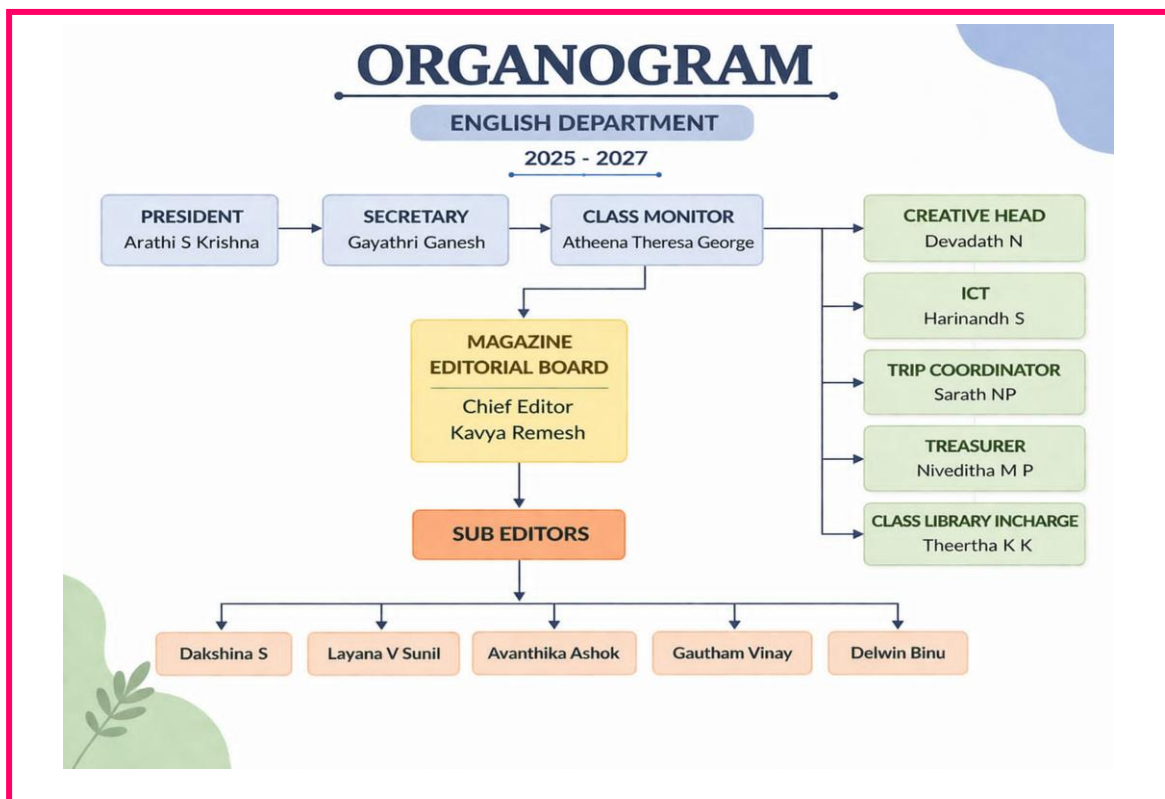 ORGANOGRAM
ENGLISH DEPARTMENT
2025 - 2027
PRESIDENT
Arathi S Krishna
SECRETARY
Gayathri Ganesh
CLASS MONITOR
Atheena Theresa George
CREATIVE HEAD
Devadath N
ICT
Harinandh S
TRIP COORDINATOR
Sarath NP
TREASURER
Niveditha M P
CLASS LIBRARY INCHARGE
Theertha K K
MAGAZINE
EDITORIAL BOARD
Chief Editor
Kavya Remesh
SUB EDITORS
Dakshina S
Layana V Sunil
Avanthika Ashok
Gautham Vinay
Delwin Binu